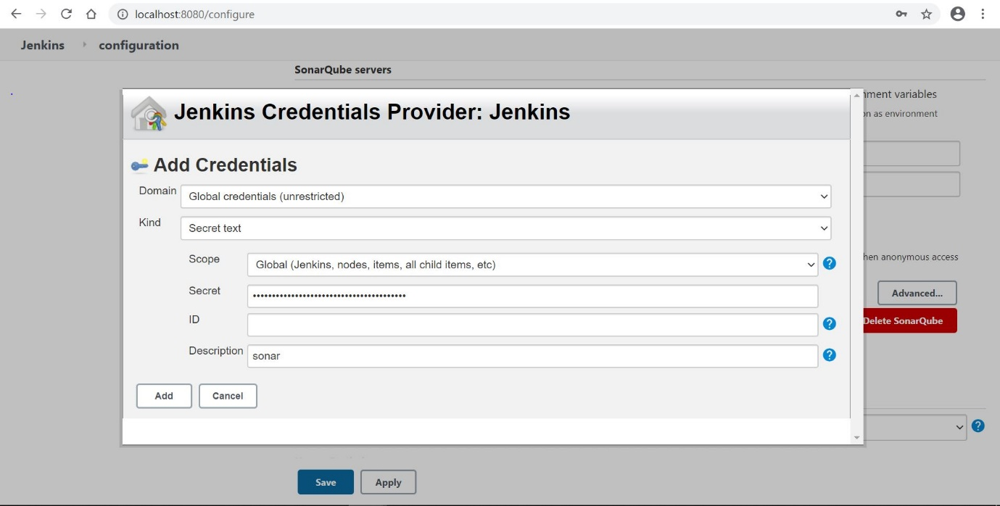 localhost:8080/configure
Jenkins configuration
SonarQube servers
Jenkins Credentials Provider: Jenkins
ment variables
on as environment
Add Credentials
Domain Global credentials (unrestricted)
Kind Secret text
Scope Global (Jenkins, nodes, items, all child items, etc) ?
hen anonymous access
Secret ••••••••••••••••••••••••••••••••••••••••
Advanced...
ID ?
Delete SonarQube
Description sonar ?
Add Cancel
?
Save Apply